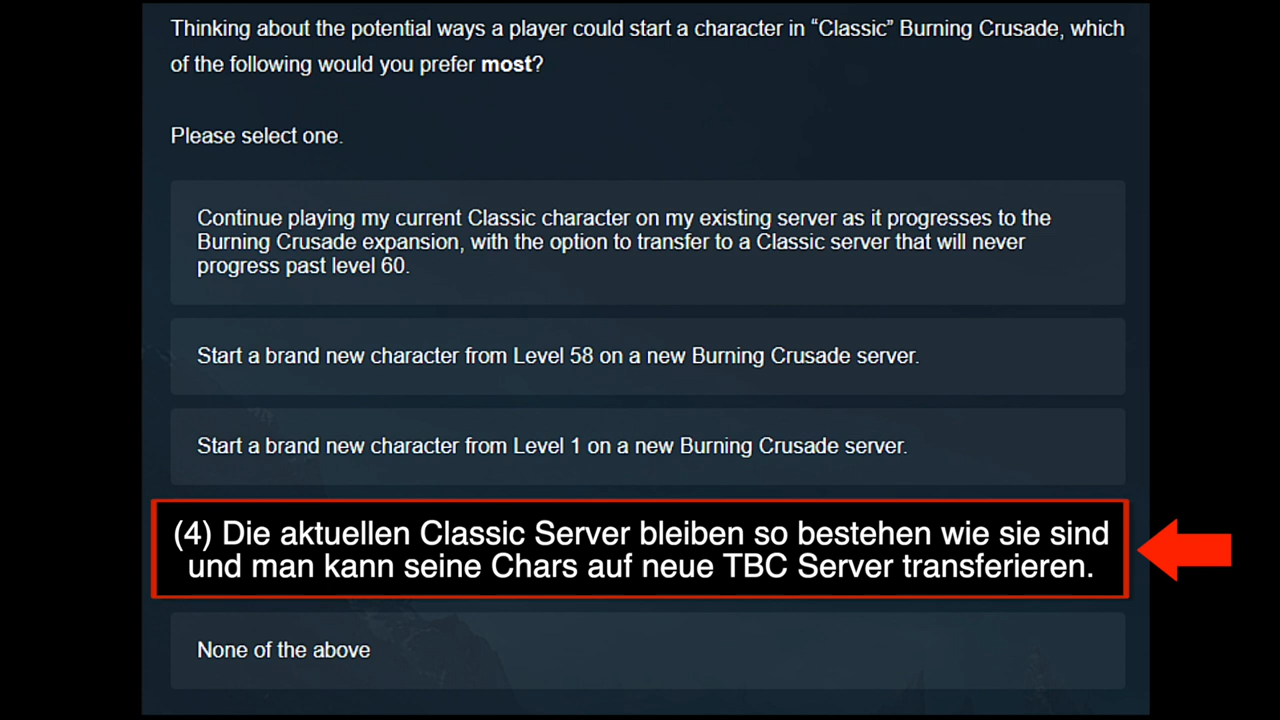 Thinking about the potential ways a player could start a character in “Classic” Burning Crusade, which
of the following would you prefer most?
Please select one.
Continue playing my current Classic character on my existing server as it progresses to the
Burning Crusade expansion, with the option to transfer to a Classic server that will never
progress past level 60.
Start a brand new character from Level 58 on a new Burning Crusade server.
Start a brand new character from Level 1 on a new Burning Crusade server.
(4) Die aktuellen Classic Server bleiben so bestehen wie sie sind
und man kann seine Chars auf neue TBC Server transferieren.
None of the above